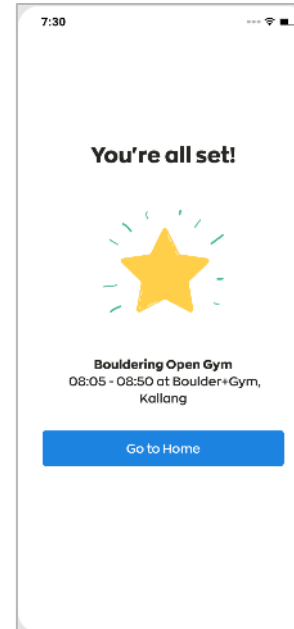 7:30
You're all set!
Bouldering Open Gym
08:05 - 08:50 at Boulder+Gym,
Kallang
Go to Home